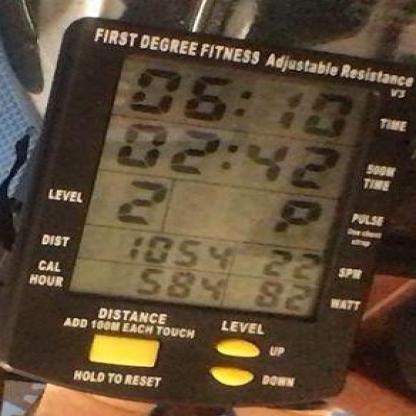 FIRST DEGREE FITNESS Adjustable Resistance
V3
06:10 TIME
02:42 500M TIME
LEVEL 2 P PULSE
Use chest strap
DIST 1054 22 SPM
CAL HOUR 584 82 WATT
DISTANCE
ADD 100M EACH TOUCH
HOLD TO RESET
LEVEL
UP
DOWN